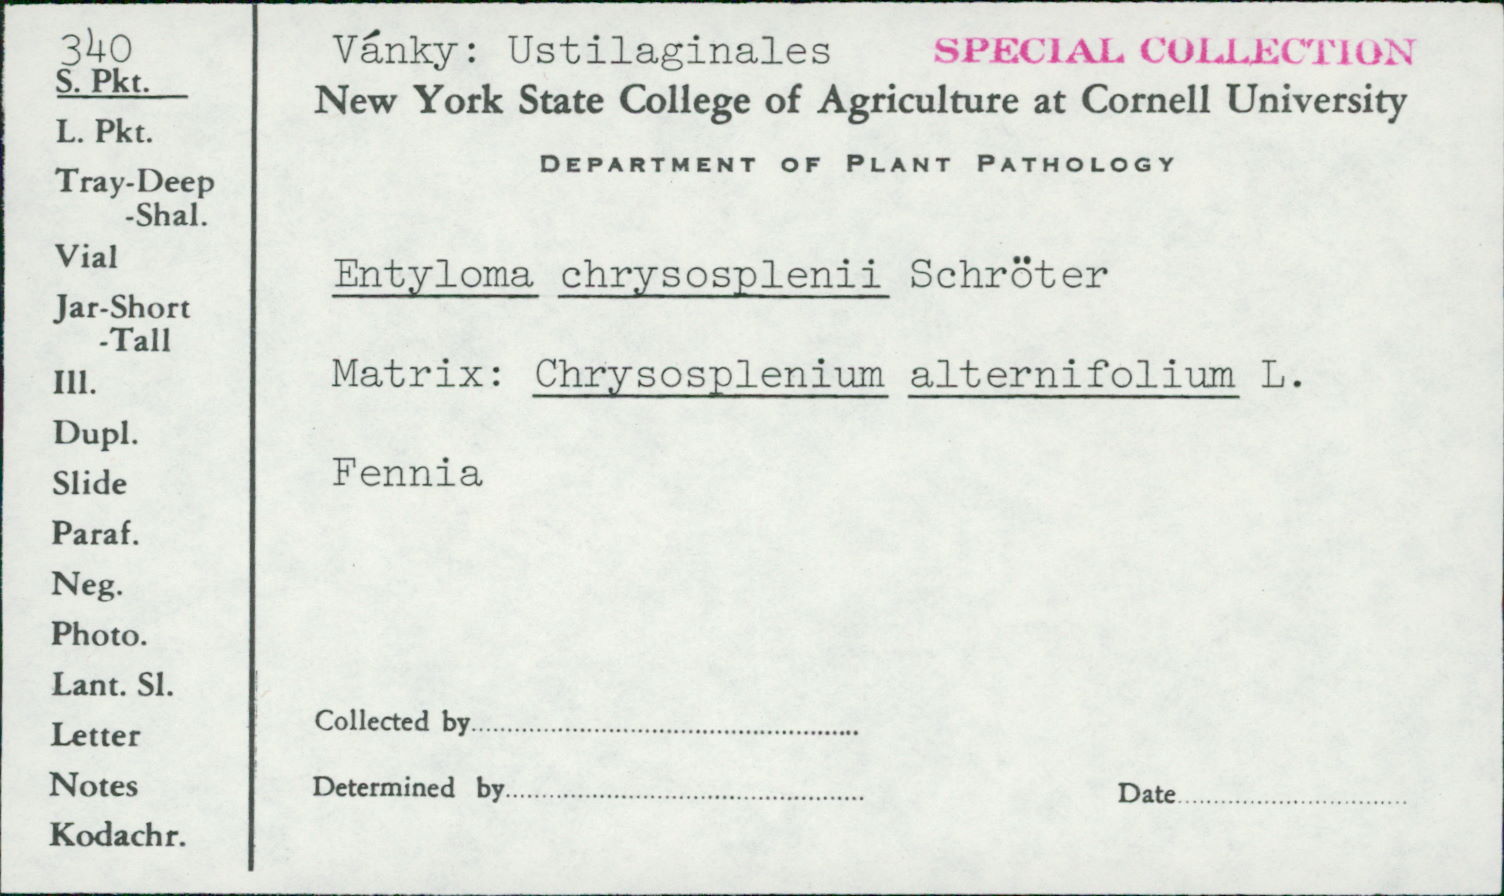 340
S. Pkt.
L. Pkt.
Tray-Deep
-Shal.
Vial
Jar-Short
-Tall
Ill.
Dupl.
Slide
Paraf.
Neg.
Photo.
Lant. Sl.
Letter
Notes
Kodachr.
Vánky: Ustilaginales SPECIAL COLLECTION
New York State College of Agriculture at Cornell University
DEPARTMENT OF PLANT PATHOLOGY
Entyloma chrysosplenii Schröter
Matrix: Chrysosplenium alternifolium L.
Fennia
Collected by
Determined by Date